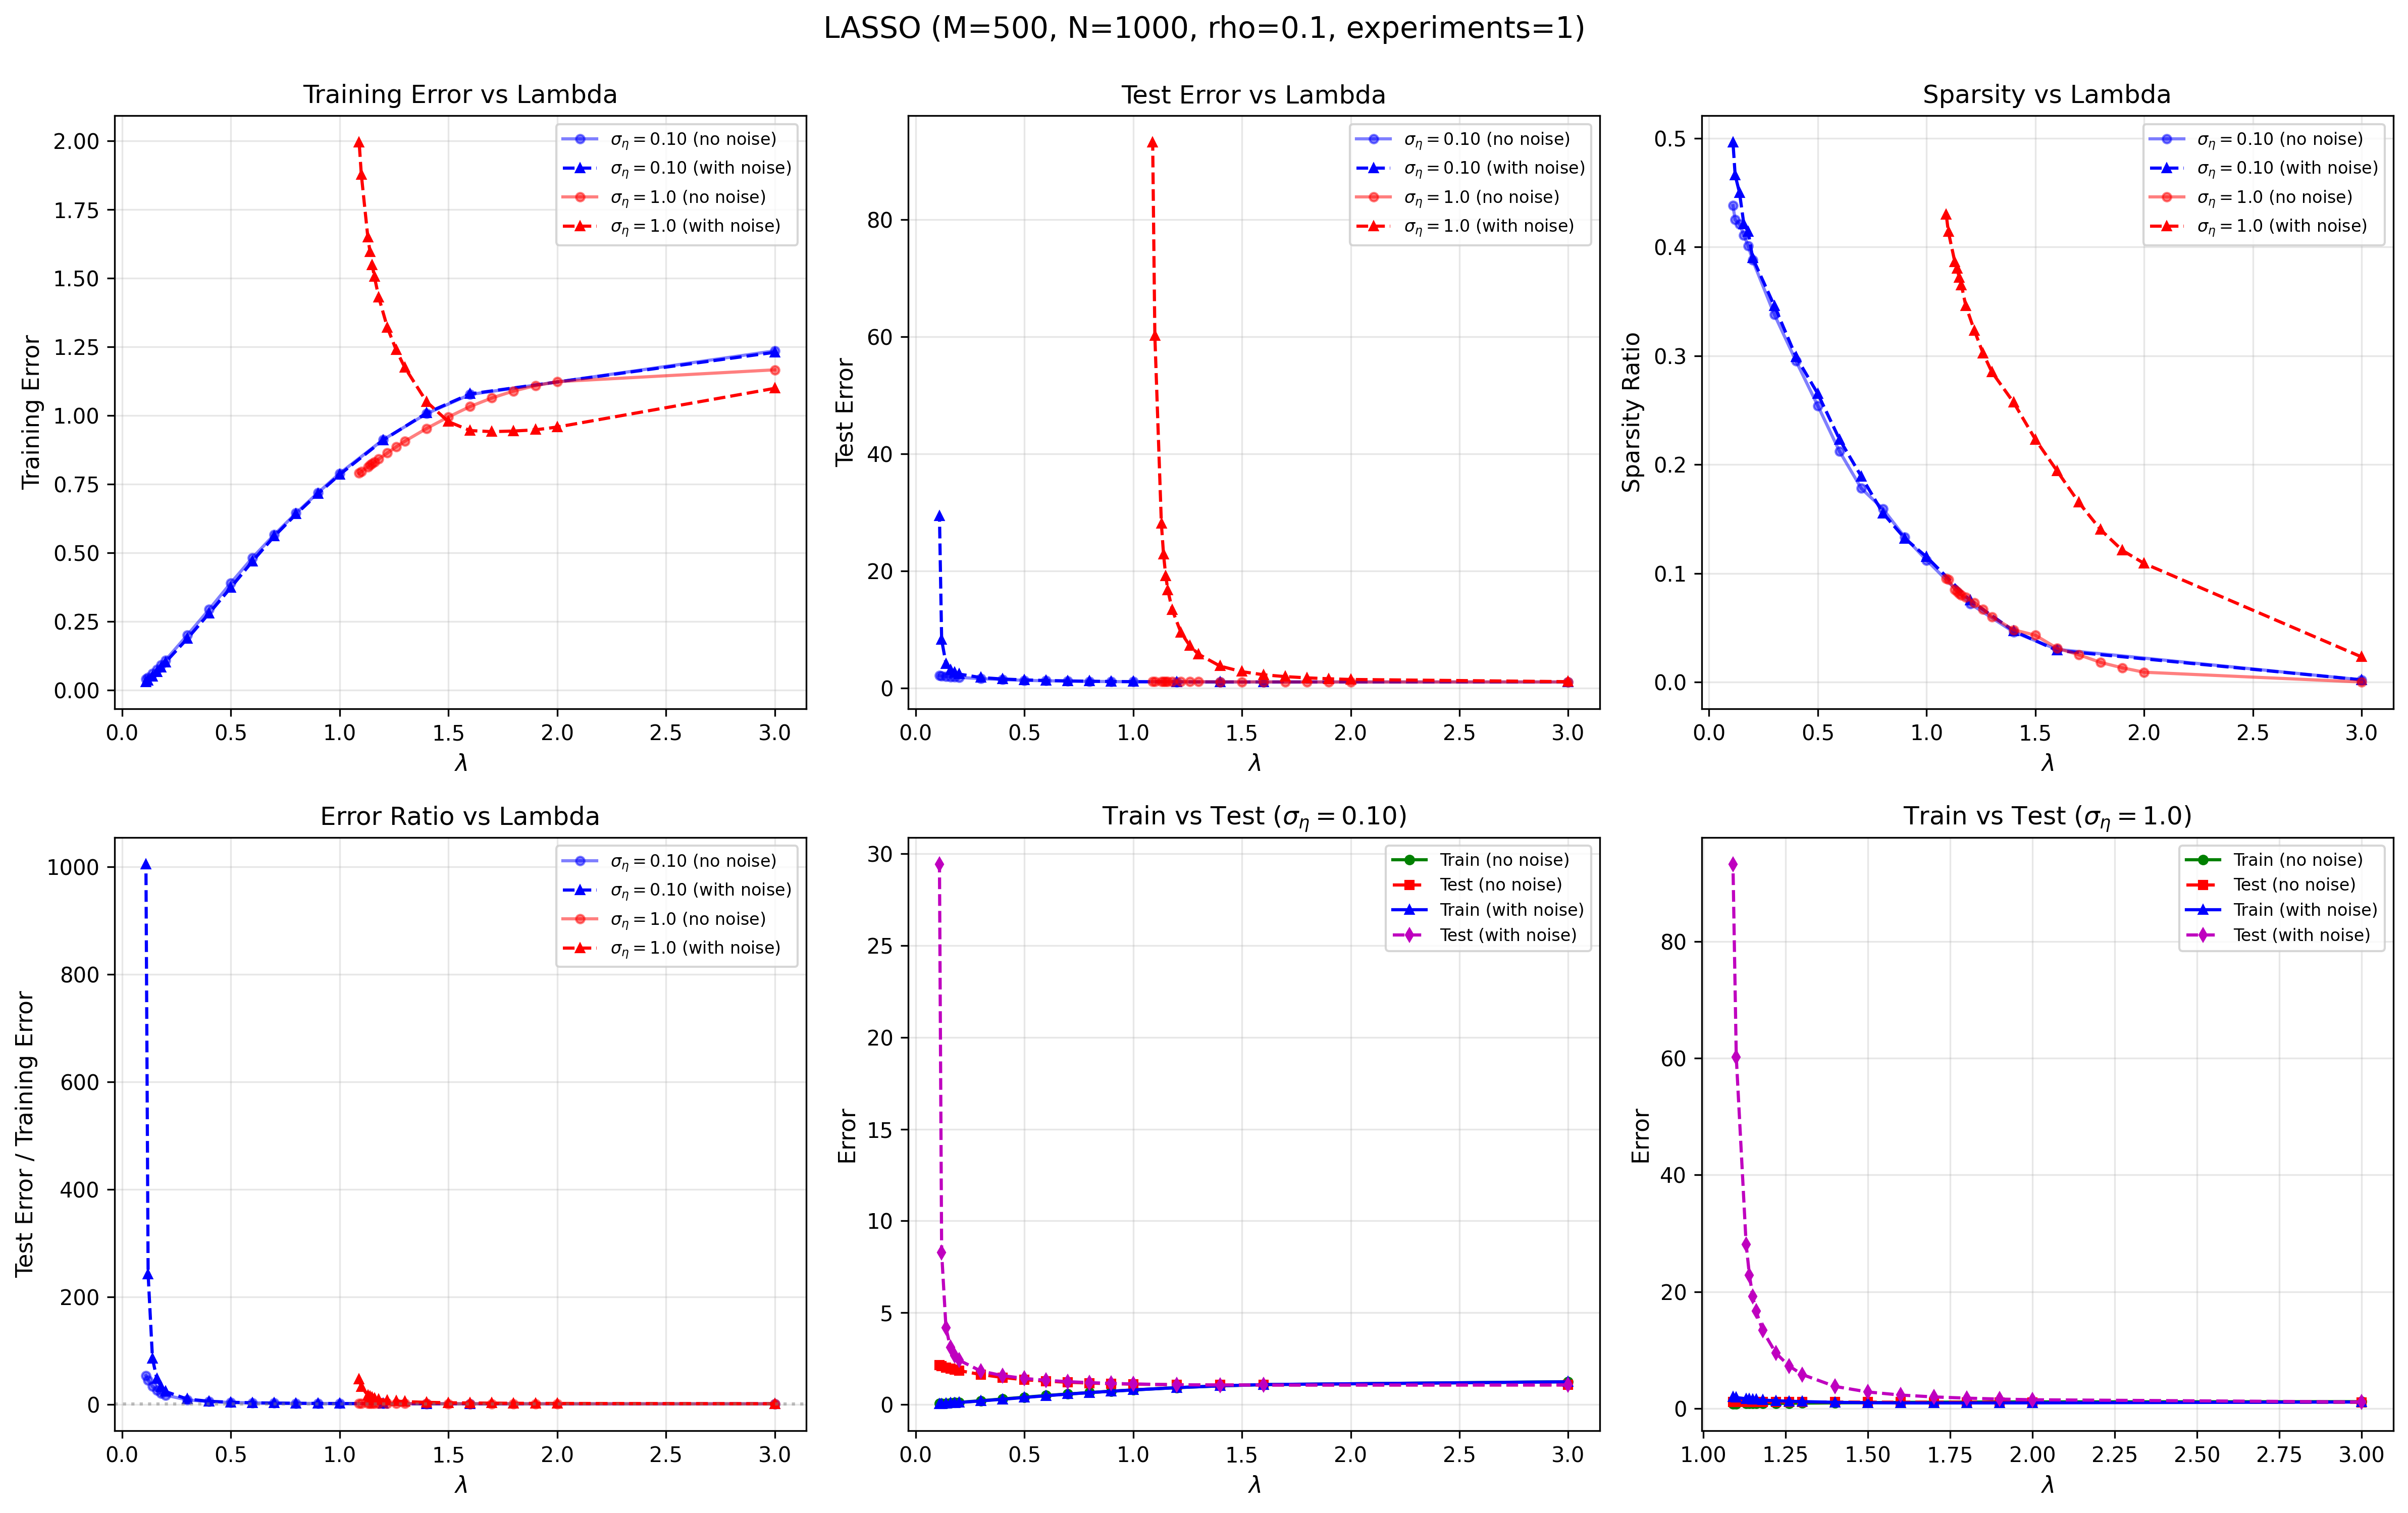 LASSO (M=500, N=1000, rho=0.1, experiments=1)
Training Error vs Lambda
Training Error
2.00
1.75
1.50
1.25
1.00
0.75
0.50
0.25
0.00
σ_η = 0.10 (no noise)
σ_η = 0.10 (with noise)
σ_η = 1.0 (no noise)
σ_η = 1.0 (with noise)
0.0 0.5 1.0 1.5 2.0 2.5 3.0
λ
Test Error vs Lambda
Test Error
80
60
40
20
0
σ_η = 0.10 (no noise)
σ_η = 0.10 (with noise)
σ_η = 1.0 (no noise)
σ_η = 1.0 (with noise)
0.0 0.5 1.0 1.5 2.0 2.5 3.0
λ
Sparsity vs Lambda
Sparsity Ratio
0.5
0.4
0.3
0.2
0.1
0.0
σ_η = 0.10 (no noise)
σ_η = 0.10 (with noise)
σ_η = 1.0 (no noise)
σ_η = 1.0 (with noise)
0.0 0.5 1.0 1.5 2.0 2.5 3.0
λ
Error Ratio vs Lambda
Test Error / Training Error
1000
800
600
400
200
0
σ_η = 0.10 (no noise)
σ_η = 0.10 (with noise)
σ_η = 1.0 (no noise)
σ_η = 1.0 (with noise)
0.0 0.5 1.0 1.5 2.0 2.5 3.0
λ
Train vs Test (σ_η = 0.10)
Error
30
25
20
15
10
5
0
Train (no noise)
Test (no noise)
Train (with noise)
Test (with noise)
0.0 0.5 1.0 1.5 2.0 2.5 3.0
λ
Train vs Test (σ_η = 1.0)
Error
80
60
40
20
0
Train (no noise)
Test (no noise)
Train (with noise)
Test (with noise)
1.00 1.25 1.50 1.75 2.00 2.25 2.50 2.75 3.00
λ